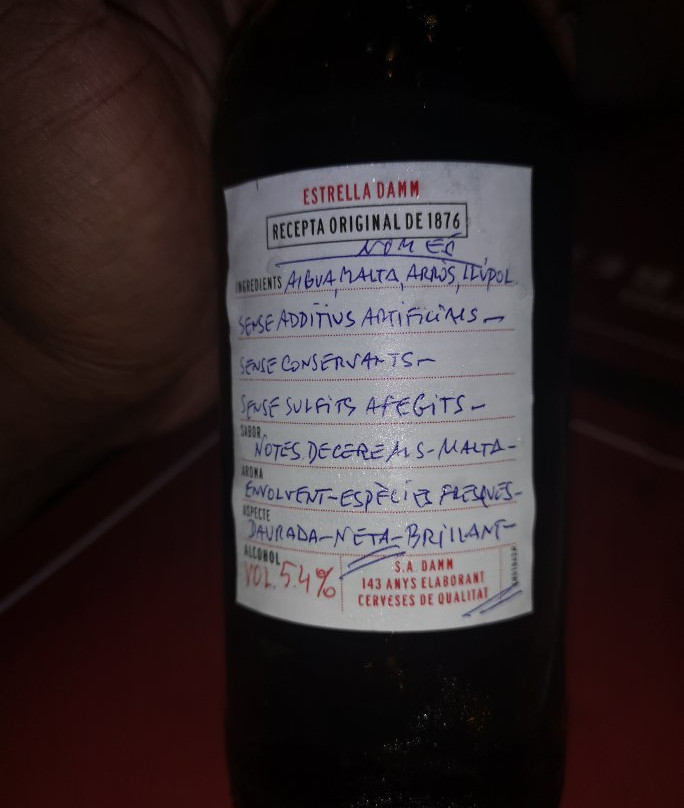 ESTRELLA DAMM
RECEPTA ORIGINAL DE 1876
NOMÉS
INGREDIENTS AIGUA, MALTA, ARRÒS, LLÚPOL
SENSE ADDITIUS ARTIFICIALS-
SENSE CONSERVANTS-
SENSE SULFITS AFEGITS-
SABOR
NOTES DE CEREALS-MALTA-
AROMA
ENVOLVENT-ESPÈCIES FRESQUES-
ASPECTE
DAURADA-NETA-BRILLANT-
ALCOHOL
VOL. 5.4%
S.A. DAMM
143 ANYS ELABORANT
CERVESES DE QUALITAT